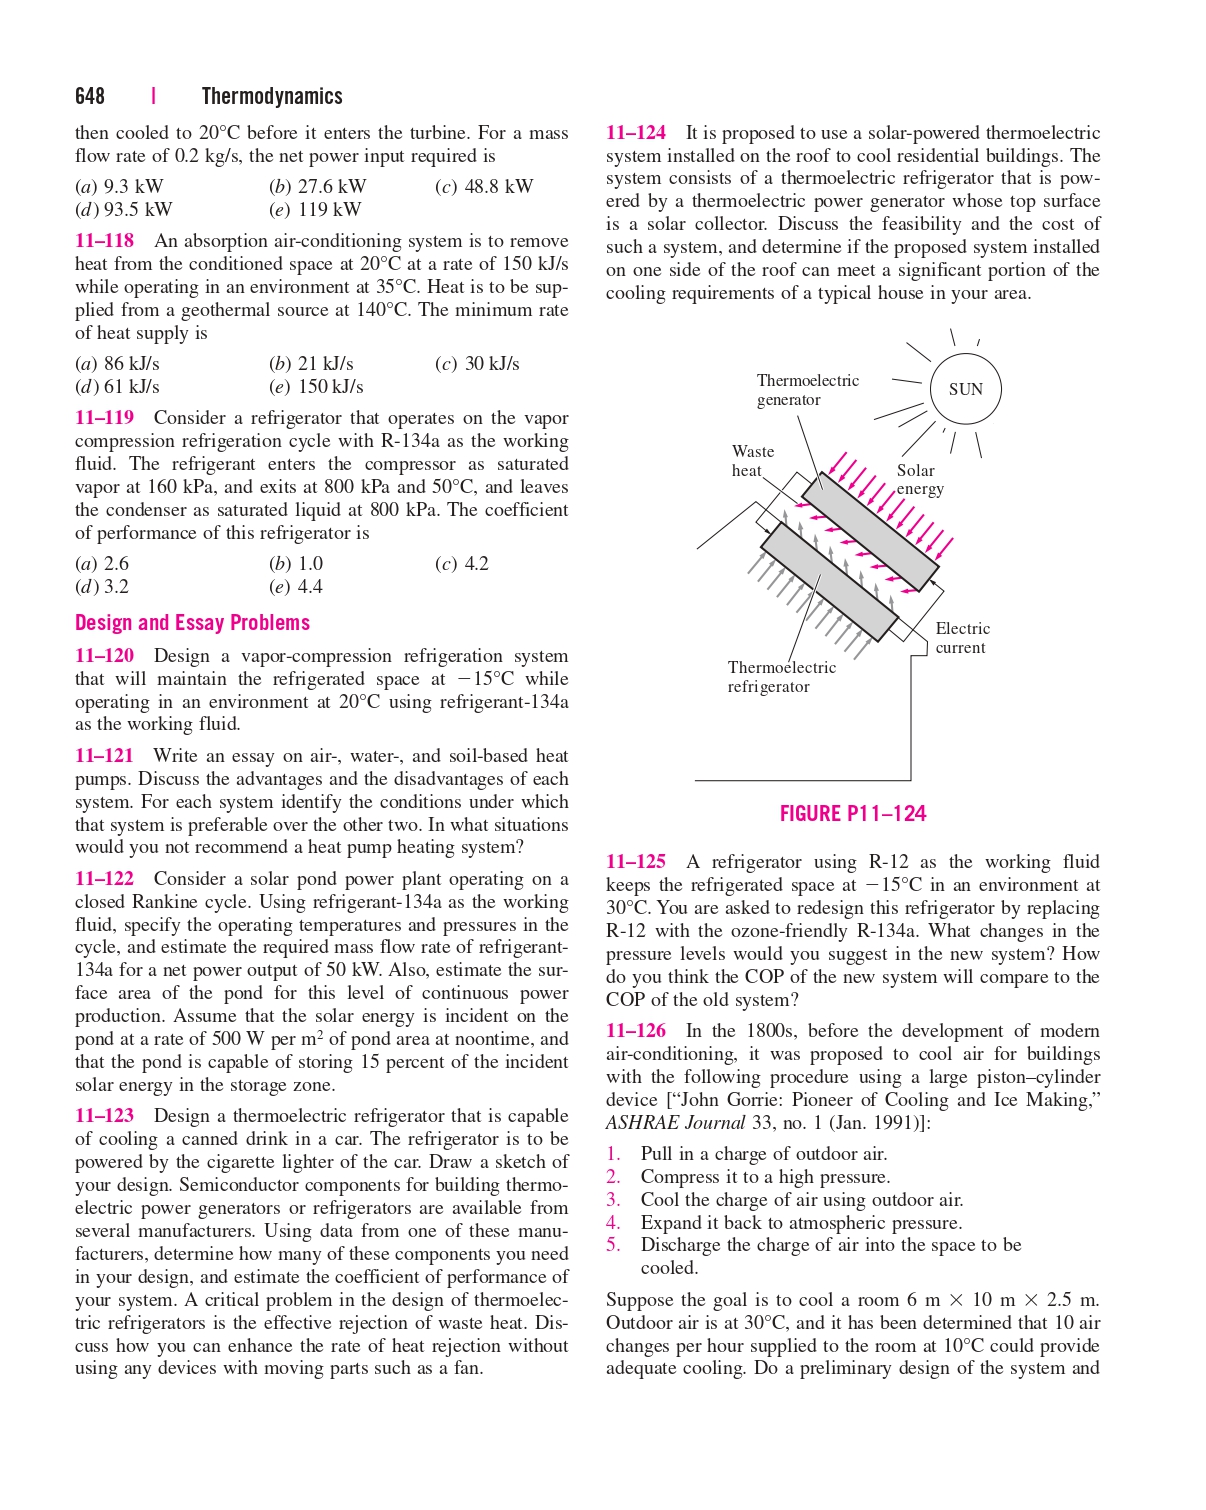 648 | Thermodynamics
then cooled to 20°C before it enters the turbine. For a mass
flow rate of 0.2 kg/s, the net power input required is
(a) 9.3 kW (b) 27.6 kW (c) 48.8 kW
(d) 93.5 kW (e) 119 kW
11–118 An absorption air-conditioning system is to remove
heat from the conditioned space at 20°C at a rate of 150 kJ/s
while operating in an environment at 35°C. Heat is to be sup-
plied from a geothermal source at 140°C. The minimum rate
of heat supply is
(a) 86 kJ/s (b) 21 kJ/s (c) 30 kJ/s
(d) 61 kJ/s (e) 150 kJ/s
11–119 Consider a refrigerator that operates on the vapor
compression refrigeration cycle with R-134a as the working
fluid. The refrigerant enters the compressor as saturated
vapor at 160 kPa, and exits at 800 kPa and 50°C, and leaves
the condenser as saturated liquid at 800 kPa. The coefficient
of performance of this refrigerator is
(a) 2.6 (b) 1.0 (c) 4.2
(d) 3.2 (e) 4.4
Design and Essay Problems
11–120 Design a vapor-compression refrigeration system
that will maintain the refrigerated space at −15°C while
operating in an environment at 20°C using refrigerant-134a
as the working fluid.
11–121 Write an essay on air-, water-, and soil-based heat
pumps. Discuss the advantages and the disadvantages of each
system. For each system identify the conditions under which
that system is preferable over the other two. In what situations
would you not recommend a heat pump heating system?
11–122 Consider a solar pond power plant operating on a
closed Rankine cycle. Using refrigerant-134a as the working
fluid, specify the operating temperatures and pressures in the
cycle, and estimate the required mass flow rate of refrigerant-
134a for a net power output of 50 kW. Also, estimate the sur-
face area of the pond for this level of continuous power
production. Assume that the solar energy is incident on the
pond at a rate of 500 W per m² of pond area at noontime, and
that the pond is capable of storing 15 percent of the incident
solar energy in the storage zone.
11–123 Design a thermoelectric refrigerator that is capable
of cooling a canned drink in a car. The refrigerator is to be
powered by the cigarette lighter of the car. Draw a sketch of
your design. Semiconductor components for building thermo-
electric power generators or refrigerators are available from
several manufacturers. Using data from one of these manu-
facturers, determine how many of these components you need
in your design, and estimate the coefficient of performance of
your system. A critical problem in the design of thermoelec-
tric refrigerators is the effective rejection of waste heat. Dis-
cuss how you can enhance the rate of heat rejection without
using any devices with moving parts such as a fan.
11–124 It is proposed to use a solar-powered thermoelectric
system installed on the roof to cool residential buildings. The
system consists of a thermoelectric refrigerator that is pow-
ered by a thermoelectric power generator whose top surface
is a solar collector. Discuss the feasibility and the cost of
such a system, and determine if the proposed system installed
on one side of the roof can meet a significant portion of the
cooling requirements of a typical house in your area.
Thermoelectric
generator
SUN
Waste
heat
Solar
energy
Electric
current
Thermoelectric
refrigerator
FIGURE P11–124
11–125 A refrigerator using R-12 as the working fluid
keeps the refrigerated space at −15°C in an environment at
30°C. You are asked to redesign this refrigerator by replacing
R-12 with the ozone-friendly R-134a. What changes in the
pressure levels would you suggest in the new system? How
do you think the COP of the new system will compare to the
COP of the old system?
11–126 In the 1800s, before the development of modern
air-conditioning, it was proposed to cool air for buildings
with the following procedure using a large piston–cylinder
device [“John Gorrie: Pioneer of Cooling and Ice Making,”
ASHRAE Journal 33, no. 1 (Jan. 1991)]:
1. Pull in a charge of outdoor air.
2. Compress it to a high pressure.
3. Cool the charge of air using outdoor air.
4. Expand it back to atmospheric pressure.
5. Discharge the charge of air into the space to be
cooled.
Suppose the goal is to cool a room 6 m × 10 m × 2.5 m.
Outdoor air is at 30°C, and it has been determined that 10 air
changes per hour supplied to the room at 10°C could provide
adequate cooling. Do a preliminary design of the system and